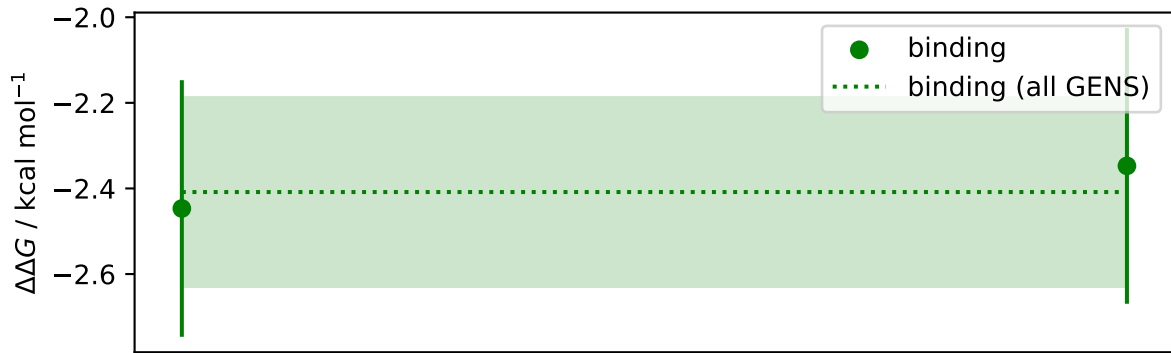 −2.0
−2.2
−2.4
−2.6
ΔΔG / kcal mol⁻¹
binding
binding (all GENS)